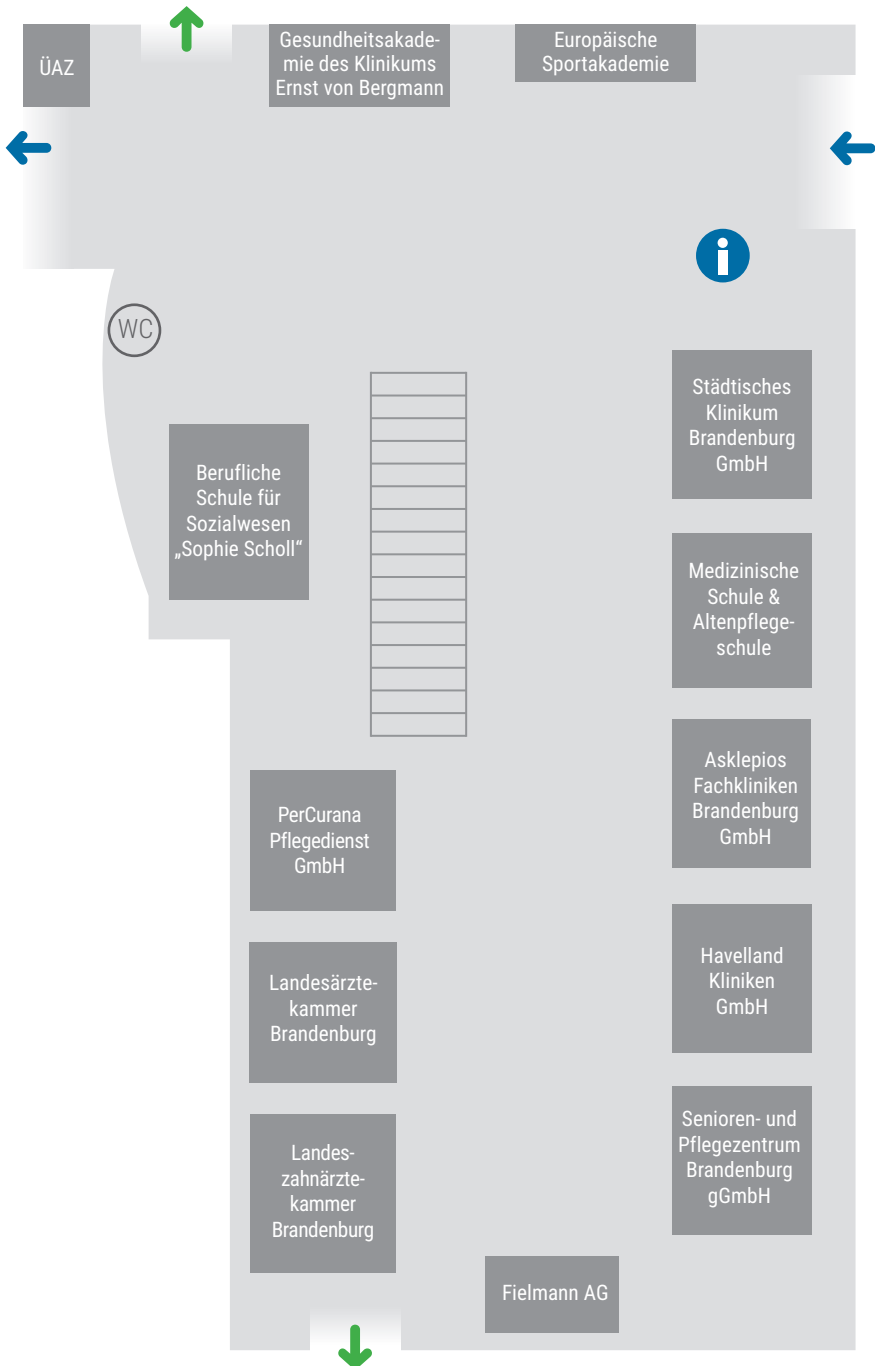 ÜAZ
Gesundheitsakade-
mie des Klinikums
Ernst von Bergmann
Europäische
Sportakademie
i
WC
Städtisches
Klinikum
Brandenburg
GmbH
Berufliche
Schule für
Sozialwesen
„Sophie Scholl“
Medizinische
Schule &
Altenpflege-
schule
Asklepios
Fachkliniken
Brandenburg
GmbH
PerCurana
Pflegedienst
GmbH
Havelland
Kliniken
GmbH
Landesärzte-
kammer
Brandenburg
Senioren- und
Pflegezentrum
Brandenburg
gGmbH
Landes-
zahnärzte-
kammer
Brandenburg
Fielmann AG